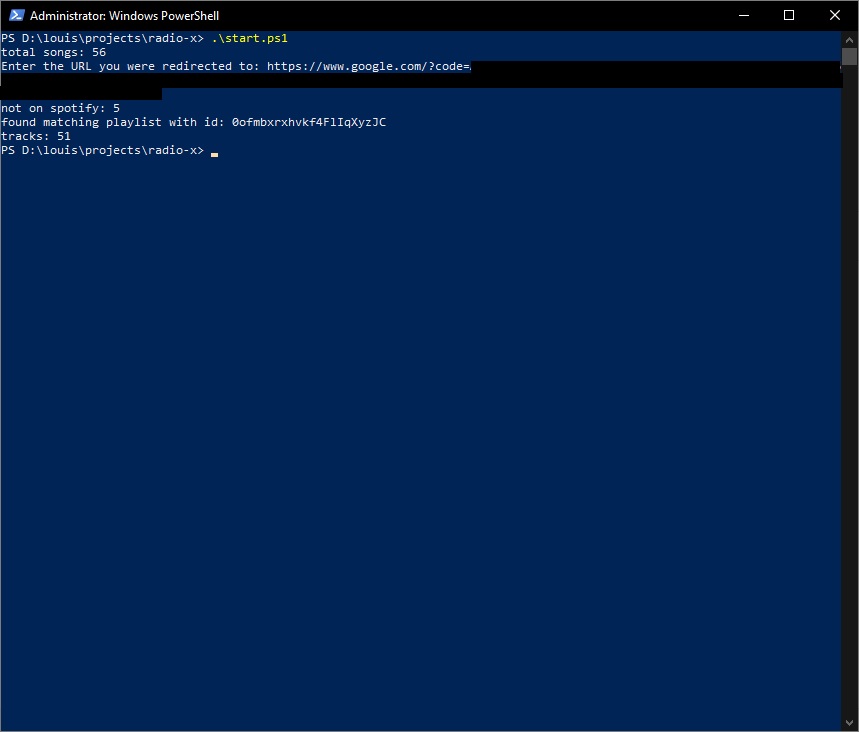 Administrator: Windows PowerShell
PS D:\louis\projects\radio-x> .\start.ps1
total songs: 56
Enter the URL you were redirected to: https://www.google.com/?code=
not on spotify: 5
found matching playlist with id: 0ofmbxrxhvkf4FlIqXyzJC
tracks: 51
PS D:\louis\projects\radio-x>